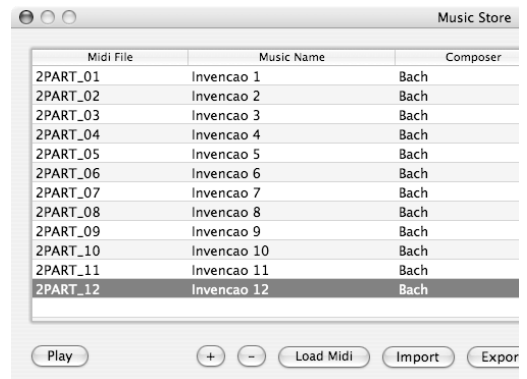 Music Store
Midi File Music Name Composer
2PART_01 Invencao 1 Bach
2PART_02 Invencao 2 Bach
2PART_03 Invencao 3 Bach
2PART_04 Invencao 4 Bach
2PART_05 Invencao 5 Bach
2PART_06 Invencao 6 Bach
2PART_07 Invencao 7 Bach
2PART_08 Invencao 8 Bach
2PART_09 Invencao 9 Bach
2PART_10 Invencao 10 Bach
2PART_11 Invencao 11 Bach
2PART_12 Invencao 12 Bach
Play + - Load Midi Import Expor